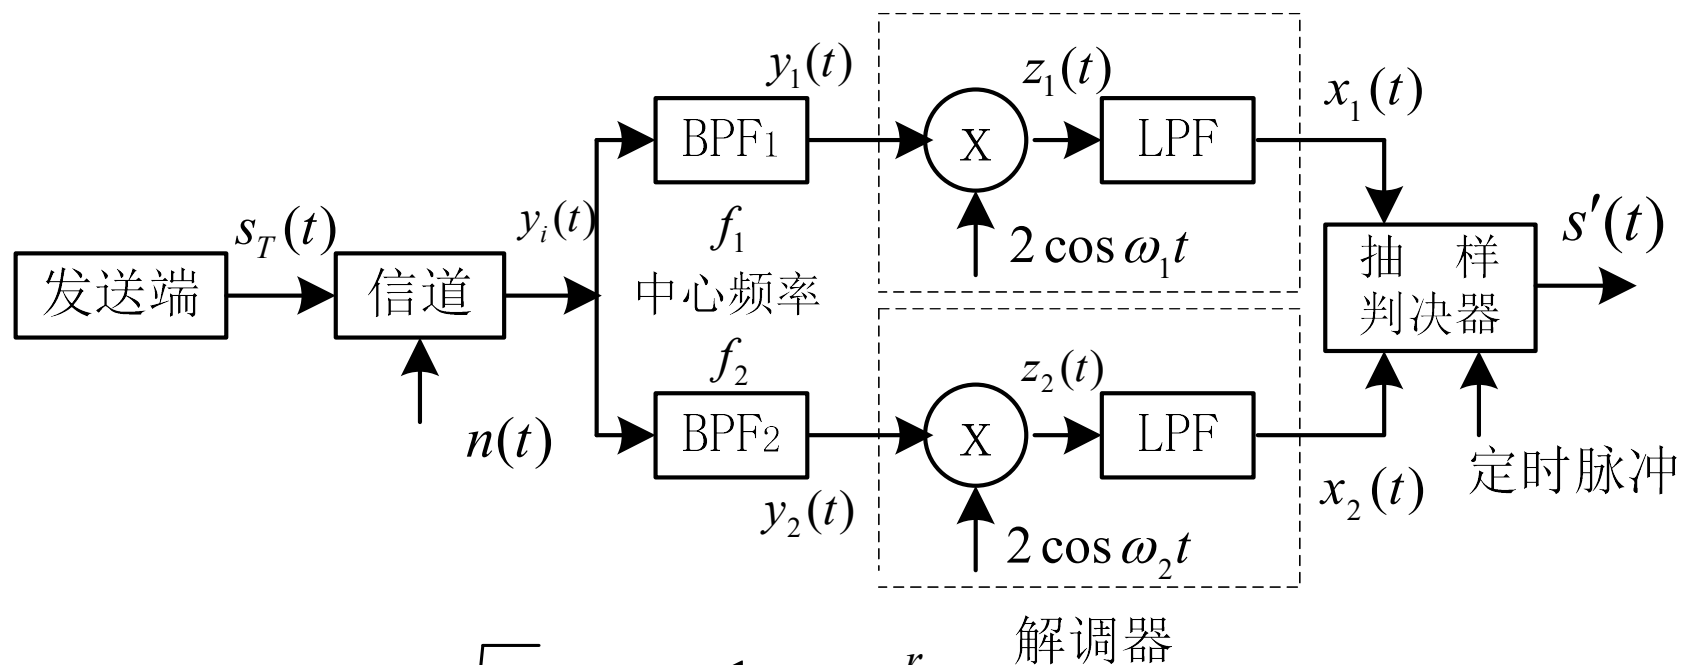 y₁(t)
z₁(t)
x₁(t)
BPF₁
X
LPF
s_T(t)
y_i(t)
f₁
2cosω₁t
s′(t)
发送端
信道
中心频率
抽 样
判决器
f₂
z₂(t)
n(t)
BPF₂
X
LPF
定时脉冲
y₂(t)
x₂(t)
2cosω₂t
解调器